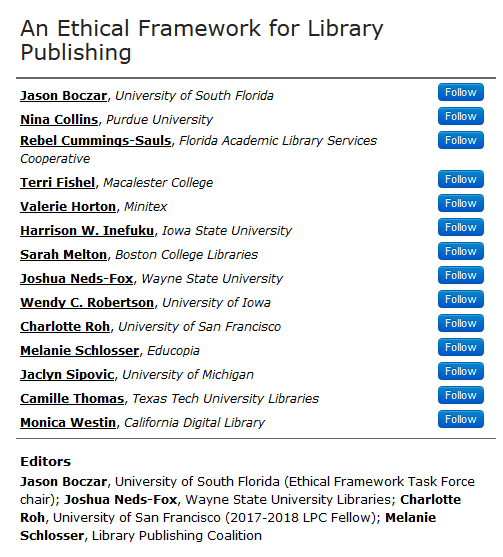 An Ethical Framework for Library
Publishing
Jason Boczar, University of South Florida Follow
Nina Collins, Purdue University Follow
Rebel Cummings-Sauls, Florida Academic Library Services Follow
Cooperative
Terri Fishel, Macalester College Follow
Valerie Horton, Minitex Follow
Harrison W. Inefuku, Iowa State University Follow
Sarah Melton, Boston College Libraries Follow
Joshua Neds-Fox, Wayne State University Follow
Wendy C. Robertson, University of Iowa Follow
Charlotte Roh, University of San Francisco Follow
Melanie Schlosser, Educopia Follow
Jaclyn Sipovic, University of Michigan Follow
Camille Thomas, Texas Tech University Libraries Follow
Monica Westin, California Digital Library Follow
Editors
Jason Boczar, University of South Florida (Ethical Framework Task Force
chair); Joshua Neds-Fox, Wayne State University Libraries; Charlotte
Roh, University of San Francisco (2017-2018 LPC Fellow); Melanie
Schlosser, Library Publishing Coalition